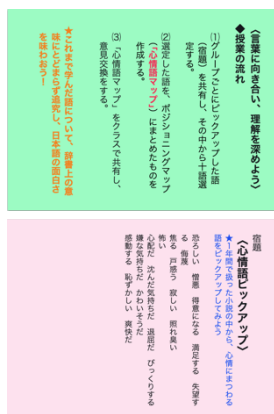 〈言葉に向き合い、理解を深めよう〉
◆授業の流れ
⑴グループごとにピックアップした語
(宿題)を共有し、その中から十語選
定する。
②選定した語を、ポジショニングマップ
(「心情語マップ」)にまとめたものを
作成する。
③「心情語マップ」をクラスで共有し、
意見交換をする。
★これまで学んだ語について、辞書上の意
味にとどまらず追究し、日本語の面白さ
を味わおう！
宿題
〈心情語ピックアップ〉
★1年間で扱った小説の中から、心情にまつわる
語をピックアップしてみよう
恐ろしい 憎悪 得意になる 満足する 失望す
る 侮蔑
焦る 戸惑う 寂しい 照れ臭い
怖い
心配だ 沈んだ気持ちだ 退屈だ びっくりする
嫌な気持ちだ かわいそうだ
感動する 恥ずかしい 爽快だ